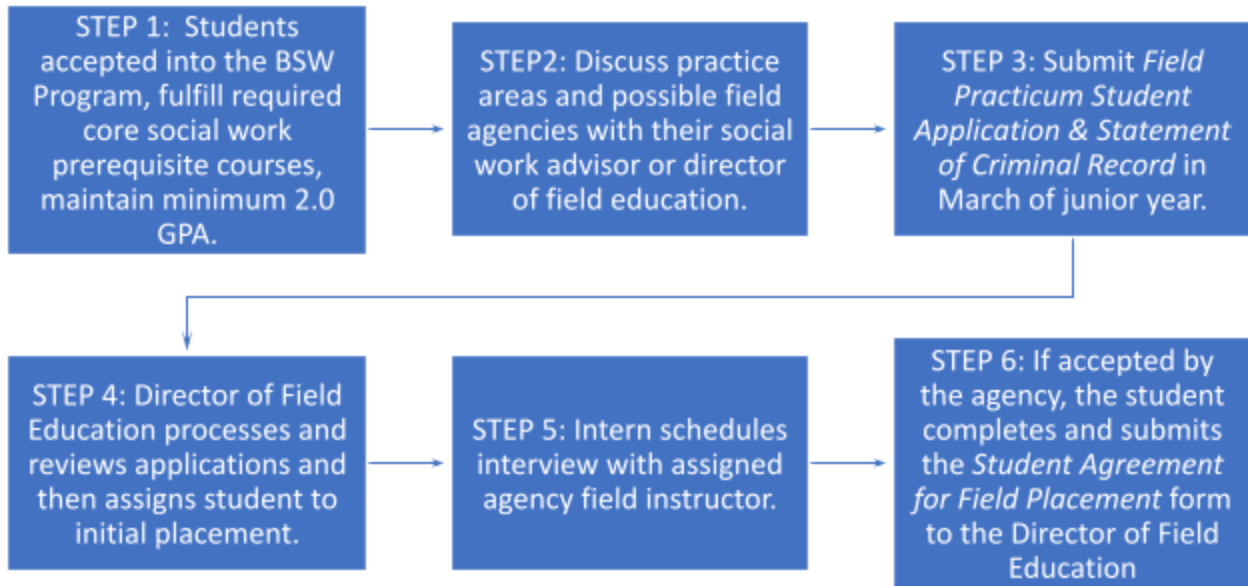 STEP 1:  Students
accepted into the BSW
Program, fulfill required
core social work
prerequisite courses,
maintain minimum 2.0
GPA.
STEP2: Discuss practice
areas and possible field
agencies with their social
work advisor or director
of field education.
STEP 3: Submit Field
Practicum Student
Application & Statement
of Criminal Record in
March of junior year.
STEP 4: Director of Field
Education processes and
reviews applications and
then assigns student to
initial placement.
STEP 5: Intern schedules
interview with assigned
agency field instructor.
STEP 6: If accepted by
the agency, the student
completes and submits
the Student Agreement
for Field Placement form
to the Director of Field
Education